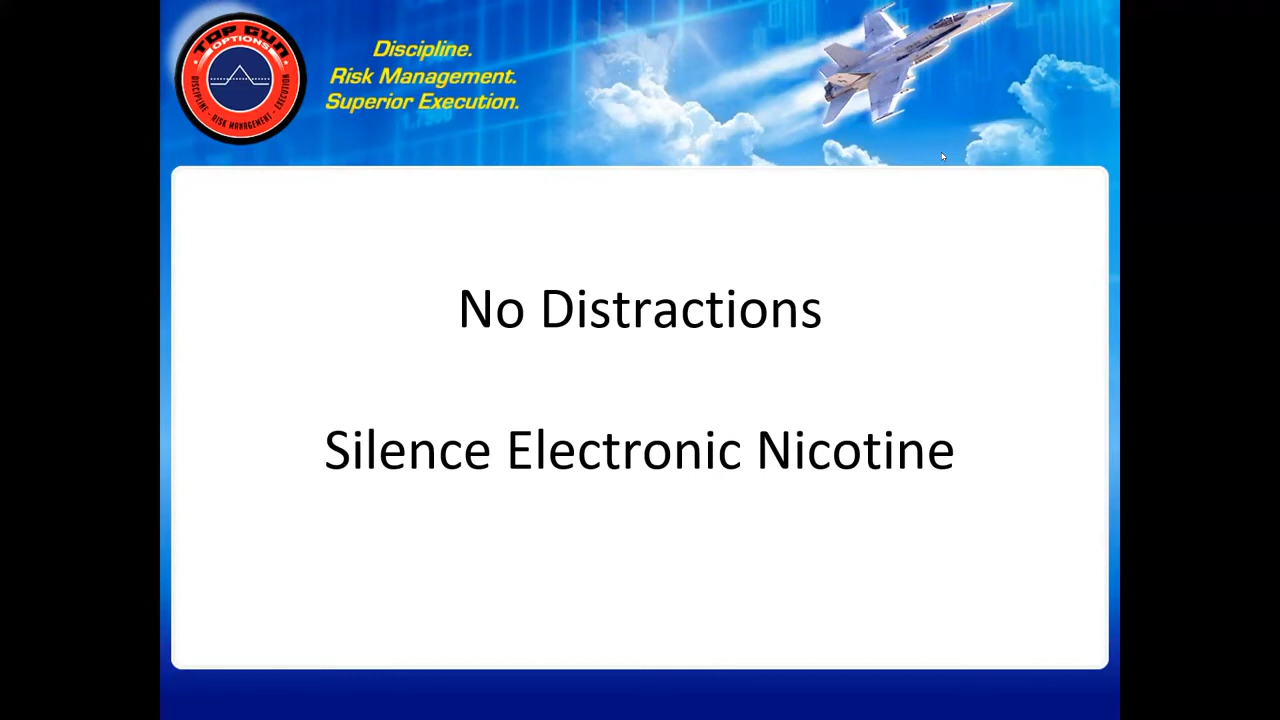 TOP GUN
OPTIONS
DISCIPLINE - RISK MANAGEMENT - EXECUTION
Discipline.
Risk Management.
Superior Execution.
No Distractions
Silence Electronic Nicotine